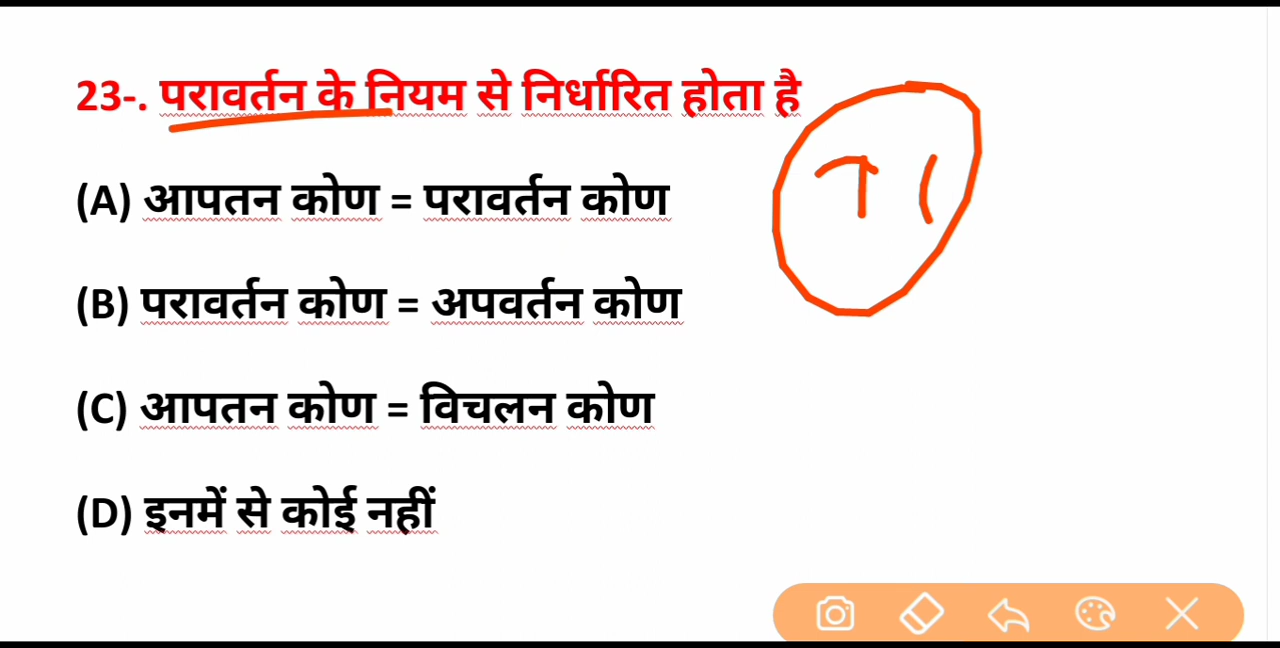 23-. परावर्तन के नियम से निर्धारित होता है
(A) आपतन कोण = परावर्तन कोण
(B) परावर्तन कोण = अपवर्तन कोण
(C) आपतन कोण = विचलन कोण
(D) इनमें से कोई नहीं